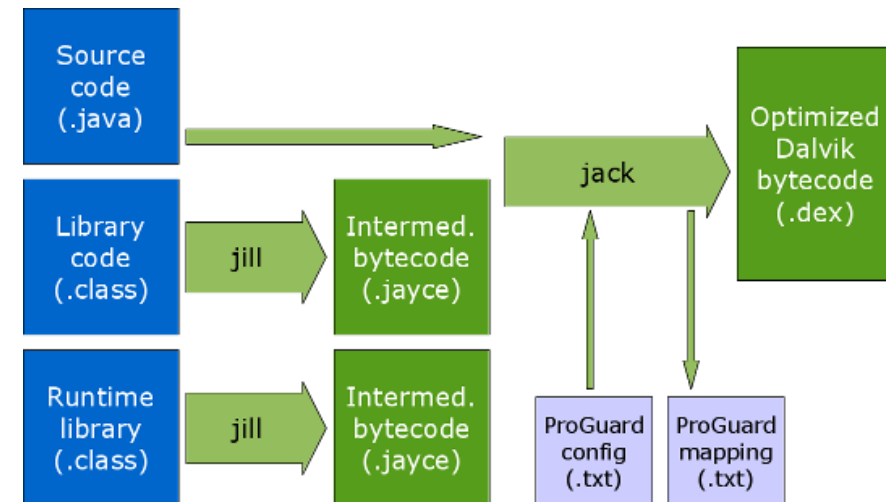 Source
code
(.java)
jack
Optimized
Dalvik
bytecode
(.dex)
Library
code
(.class)
jill
Intermed.
bytecode
(.jayce)
Runtime
library
(.class)
jill
Intermed.
bytecode
(.jayce)
ProGuard
config
(.txt)
ProGuard
mapping
(.txt)